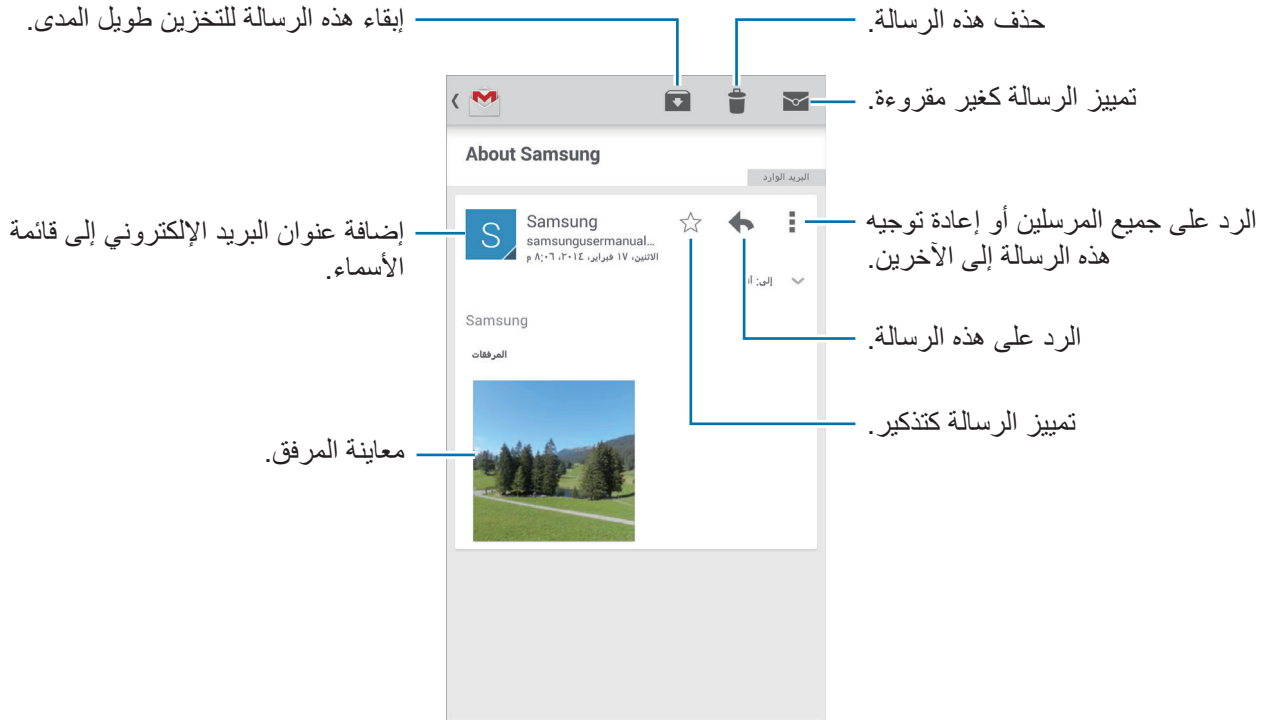 إبقاء هذه الرسالة للتخزين طويل المدى.
حذف هذه الرسالة.
تمييز الرسالة كغير مقروءة.
About Samsung
البريد الوارد
S
Samsung
samsungusermanual...
الاثنين، ١٧ فبراير، ٢٠١٤، ٨:٠٦ م
الرد على جميع المرسلين أو إعادة توجيه
هذه الرسالة إلى الآخرين.
إضافة عنوان البريد الإلكتروني إلى قائمة
الأسماء.
إلى:
Samsung
الرد على هذه الرسالة.
المرفقات
تمييز الرسالة كتذكير.
معاينة المرفق.